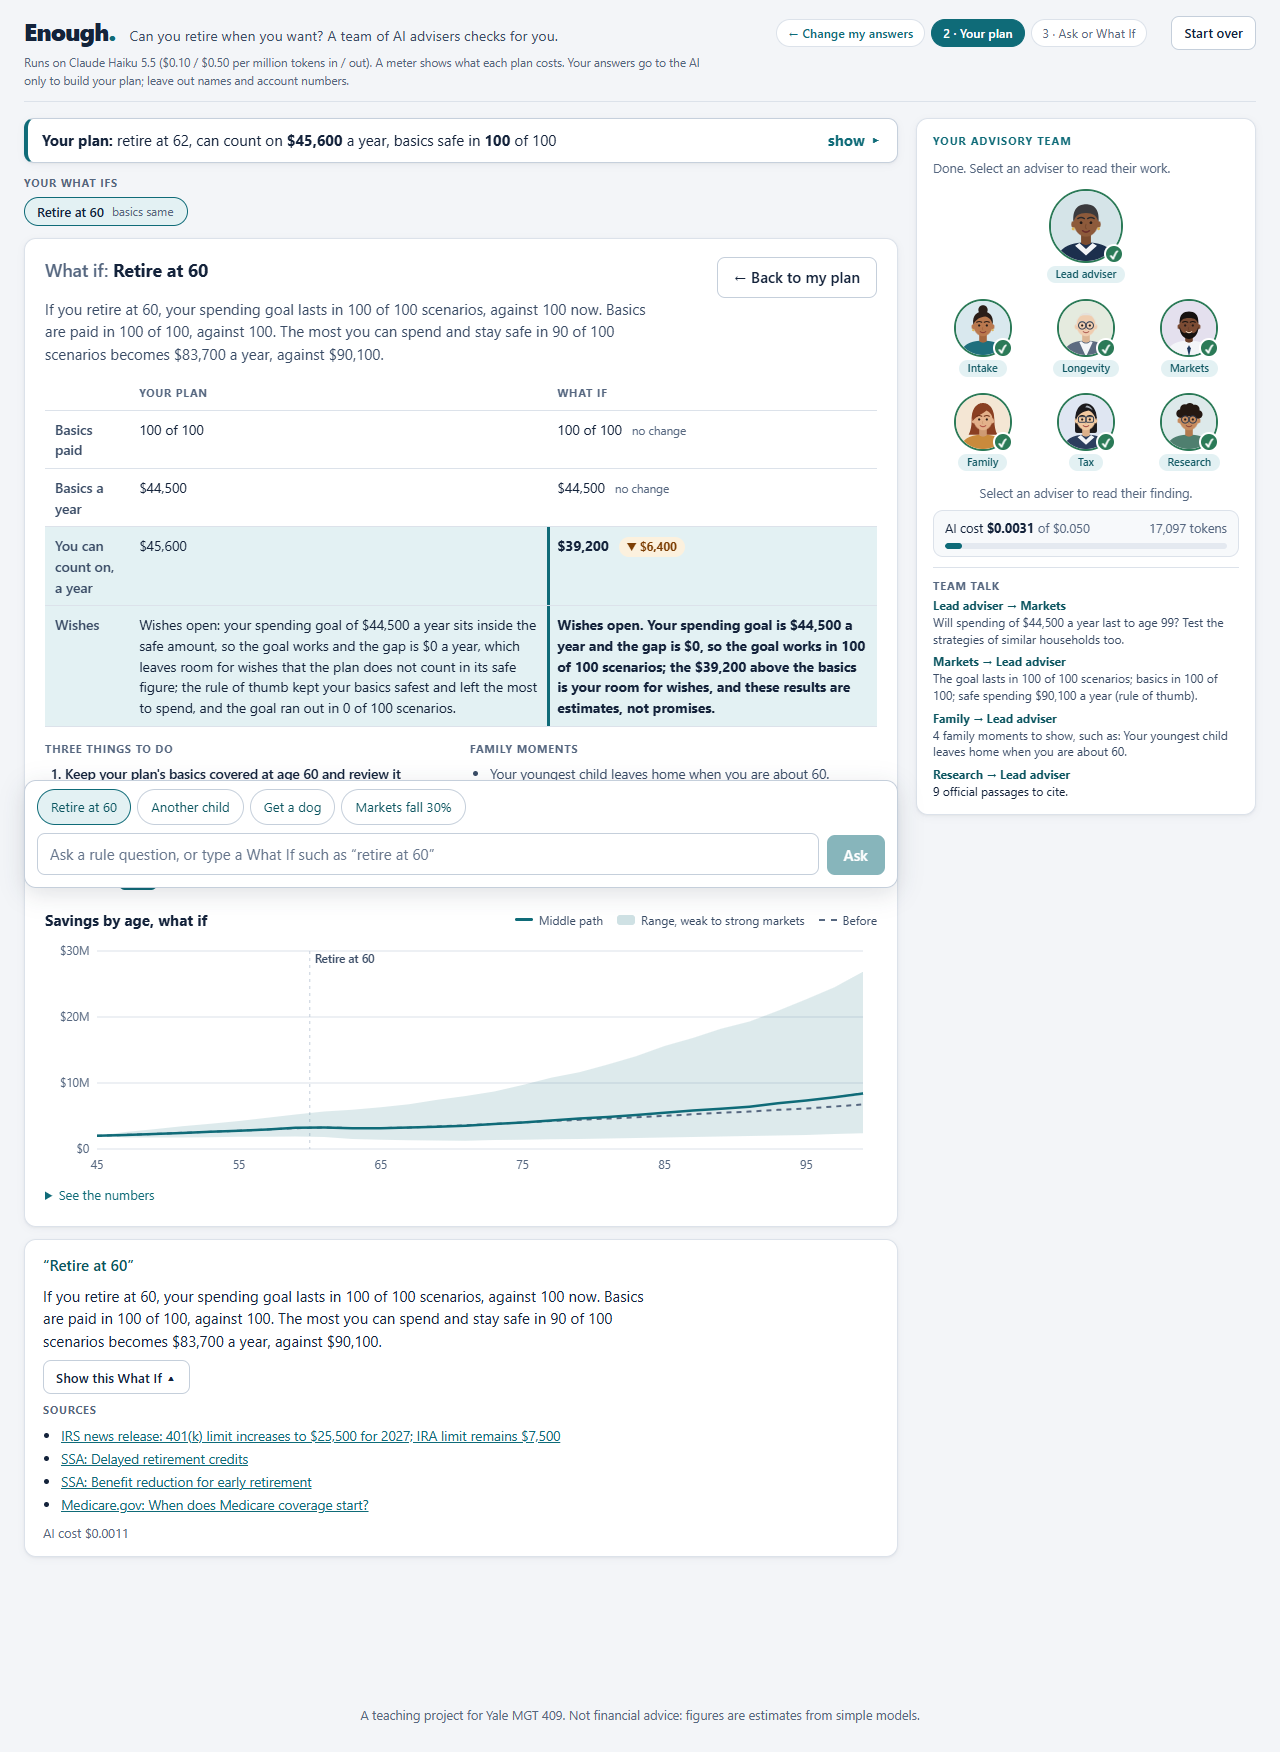 Enough.
Can you retire when you want? A team of AI advisers checks for you.
← Change my answers
2 · Your plan
3 · Ask or What If
Start over
Runs on Claude Haiku 5.5 ($0.10 / $0.50 per million tokens in / out). A meter shows what each plan costs. Your answers go to the AI
only to build your plan; leave out names and account numbers.
Your plan: retire at 62, can count on $45,600 a year, basics safe in 100 of 100
show ►
YOUR WHAT IFS
Retire at 60 basics same
What if: Retire at 60
← Back to my plan
If you retire at 60, your spending goal lasts in 100 of 100 scenarios, against 100 now. Basics
are paid in 100 of 100, against 100. The most you can spend and stay safe in 90 of 100
scenarios becomes $83,700 a year, against $90,100.
YOUR PLAN
WHAT IF
Basics
paid
100 of 100
100 of 100 no change
Basics a
year
$44,500
$44,500 no change
You can
count on,
a year
$45,600
$39,200 ▼ $6,400
Wishes
Wishes open: your spending goal of $44,500 a year sits inside the
safe amount, so the goal works and the gap is $0 a year, which
leaves room for wishes that the plan does not count in its safe
figure; the rule of thumb kept your basics safest and left the most
to spend, and the goal ran out in 0 of 100 scenarios.
Wishes open. Your spending goal is $44,500 a
year and the gap is $0, so the goal works in 100
of 100 scenarios; the $39,200 above the basics
is your room for wishes, and these results are
estimates, not promises.
THREE THINGS TO DO
1. Keep your plan's basics covered at age 60 and review it
FAMILY MOMENTS
• Your youngest child leaves home when you are about 60.
Retire at 60
Another child
Get a dog
Markets fall 30%
Ask a rule question, or type a What If such as “retire at 60”
Ask
Savings by age, what if
Middle path
Range, weak to strong markets
Before
$30M
$20M
$10M
$0
Retire at 60
45
55
65
75
85
95
► See the numbers
“Retire at 60”
If you retire at 60, your spending goal lasts in 100 of 100 scenarios, against 100 now. Basics
are paid in 100 of 100, against 100. The most you can spend and stay safe in 90 of 100
scenarios becomes $83,700 a year, against $90,100.
Show this What If ▲
SOURCES
• IRS news release: 401(k) limit increases to $25,500 for 2027; IRA limit remains $7,500
• SSA: Delayed retirement credits
• SSA: Benefit reduction for early retirement
• Medicare.gov: When does Medicare coverage start?
AI cost $0.0011
YOUR ADVISORY TEAM
Done. Select an adviser to read their work.
Lead adviser
Intake
Longevity
Markets
Family
Tax
Research
Select an adviser to read their finding.
AI cost $0.0031 of $0.050
17,097 tokens
TEAM TALK
Lead adviser → Markets
Will spending of $44,500 a year last to age 99? Test the
strategies of similar households too.
Markets → Lead adviser
The goal lasts in 100 of 100 scenarios; basics in 100 of
100; safe spending $90,100 a year (rule of thumb).
Family → Lead adviser
4 family moments to show, such as: Your youngest child
leaves home when you are about 60.
Research → Lead adviser
9 official passages to cite.
A teaching project for Yale MGT 409. Not financial advice: figures are estimates from simple models.